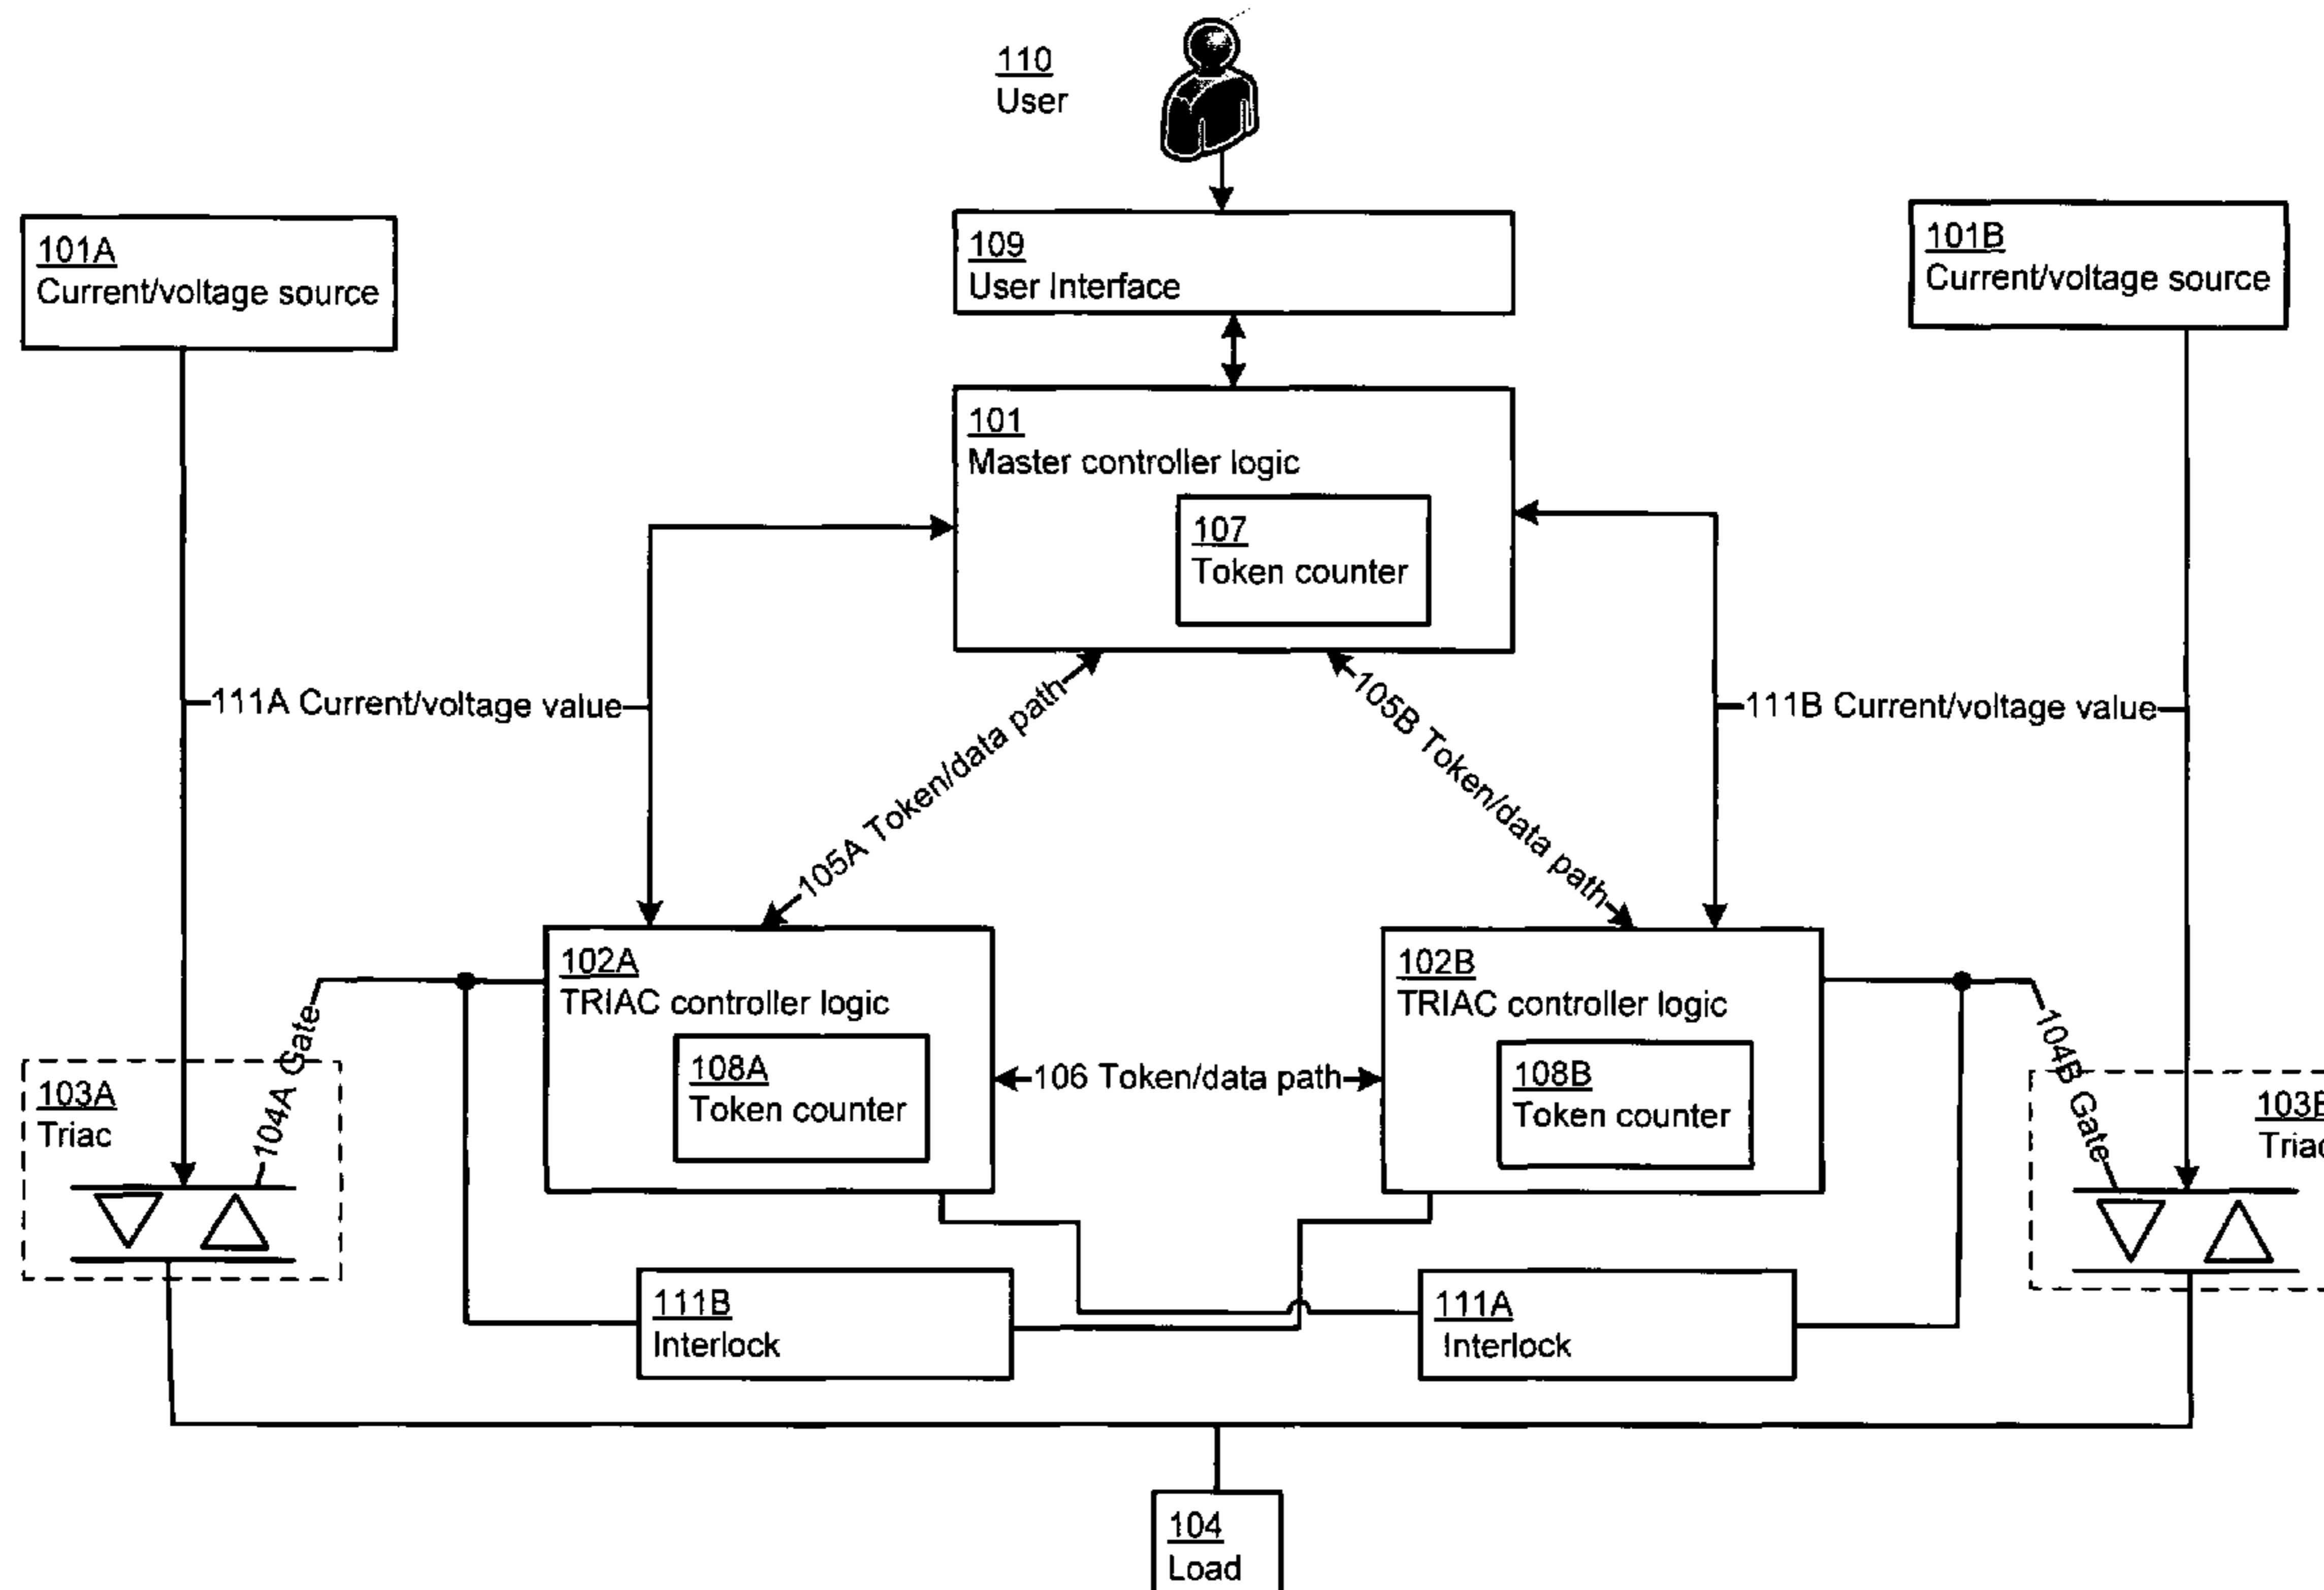 110
User
101A
Current/voltage source
109
User Interface
101B
Current/voltage source
101
Master controller logic
107
Token counter
111A Current/voltage value
105A Token/data path
105B Token/data path
111B Current/voltage value
102A
TRIAC controller logic
108A
Token counter
106 Token/data path
102B
TRIAC controller logic
108B
Token counter
104A Gate
103A
Triac
104B Gate
103B
Triac
111B
Interlock
111A
Interlock
104
Load